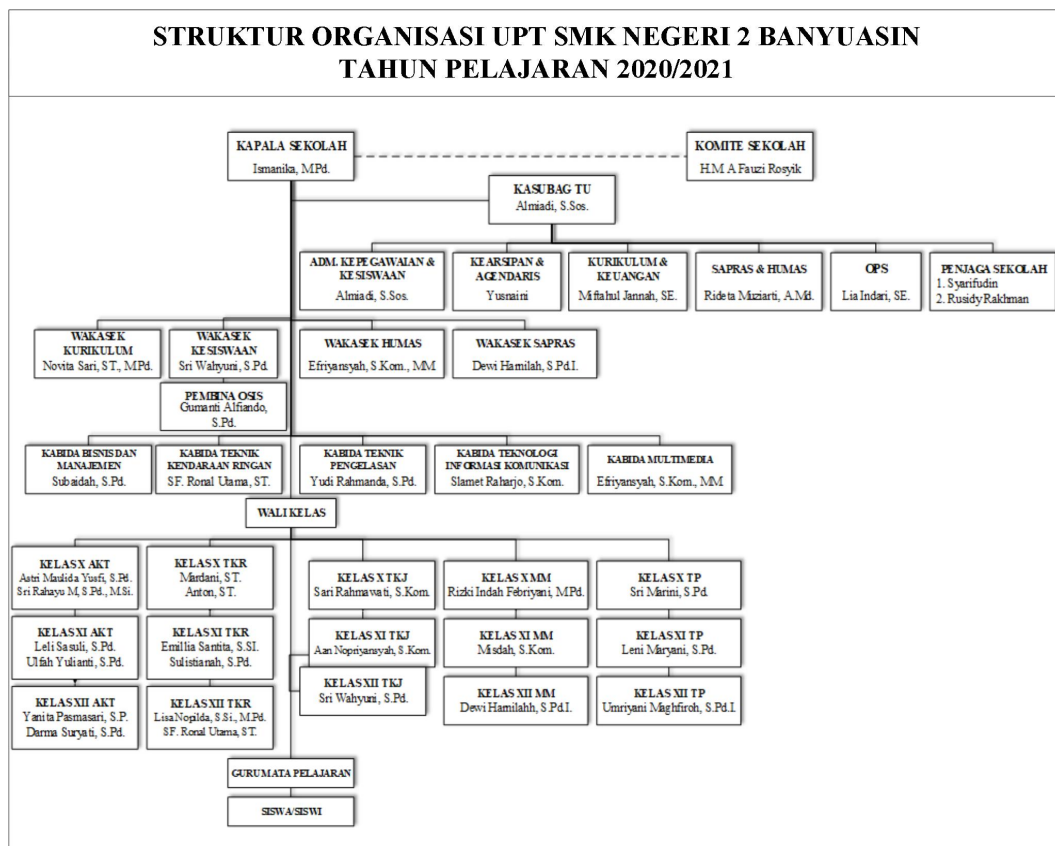 STRUKTUR ORGANISASI UPT SMK NEGERI 2 BANYUASIN
TAHUN PELAJARAN 2020/2021
KAPALA SEKOLAH
Ismanika, M.Pd.
KOMITE SEKOLAH
H.M. A Fauzi Rosyik
KASUBAG TU
Almiadi, S.Sos.
ADM. KEPEGAWAIAN &
KESISWAAN
Almiadi, S.Sos.
KEARSIPAN &
AGENDARIS
Yusnaini
KURIKULUM &
KEUANGAN
Miftahul Jannah, SE.
SAPRAS & HUMAS
Rideta Muziarti, A.Md.
OPS
Lia Indari, SE.
PENJAGA SEKOLAH
1. Syarifudin
2. Rusidy Rakhman
WAKASEK
KURIKULUM
Novita Sari, ST., M.Pd.
WAKASEK
KESISWAAN
Sri Wahyuni, S.Pd.
WAKASEK HUMAS
Efriyansyah, S.Kom., MM
WAKASEK SAPRAS
Dewi Hamilah, S.Pd.I.
PEMBINA OSIS
Gumanti Alfiando,
S.Pd.
KABIDA BISNIS DAN
MANAJEMEN
Subaidah, S.Pd.
KABIDA TEKNIK
KENDARAAN RINGAN
SF. Ronal Utama, ST.
KABIDA TEKNIK
PENGELASAN
Yudi Rahmanda, S.Pd.
KABIDA TEKNOLOGI
INFORMASI KOMUNIKASI
Slamet Raharjo, S.Kom.
KABIDA MULTIMEDIA
Efriyansyah, S.Kom., MM
WALI KELAS
KELAS X AKT
Astri Maulida Yusfi, S.Pd.
Sri Rahayu M, S.Pd., M.Si.
KELAS X TKR
Mardani, ST.
Anton, ST.
KELAS X TKJ
Sari Rahmawati, S.Kom.
KELAS X MM
Rizki Indah Febriyani, M.Pd.
KELAS X TP
Sri Marini, S.Pd.
KELAS XI AKT
Leli Sasuli, S.Pd.
Ulfah Yulianti, S.Pd.
KELAS XI TKR
Emillia Santita, S.SI.
Sulistianah, S.Pd.
KELAS XI TKJ
Aan Nopriyansyah, S.Kom.
KELAS XI MM
Misdah, S.Kom.
KELAS XI TP
Leni Maryani, S.Pd.
KELAS XII AKT
Yanita Pasmasari, S.P.
Darma Suryati, S.Pd.
KELAS XII TKR
Lisa Nopilda, S.Si., M.Pd.
SF. Ronal Utama, ST.
KELAS XII TKJ
Sri Wahyuni, S.Pd.
KELAS XII MM
Dewi Hamilahh, S.Pd.I.
KELAS XII TP
Umriyani Maghfiroh, S.Pd.I.
GURU MATA PELAJARAN
SISWA/SISWI